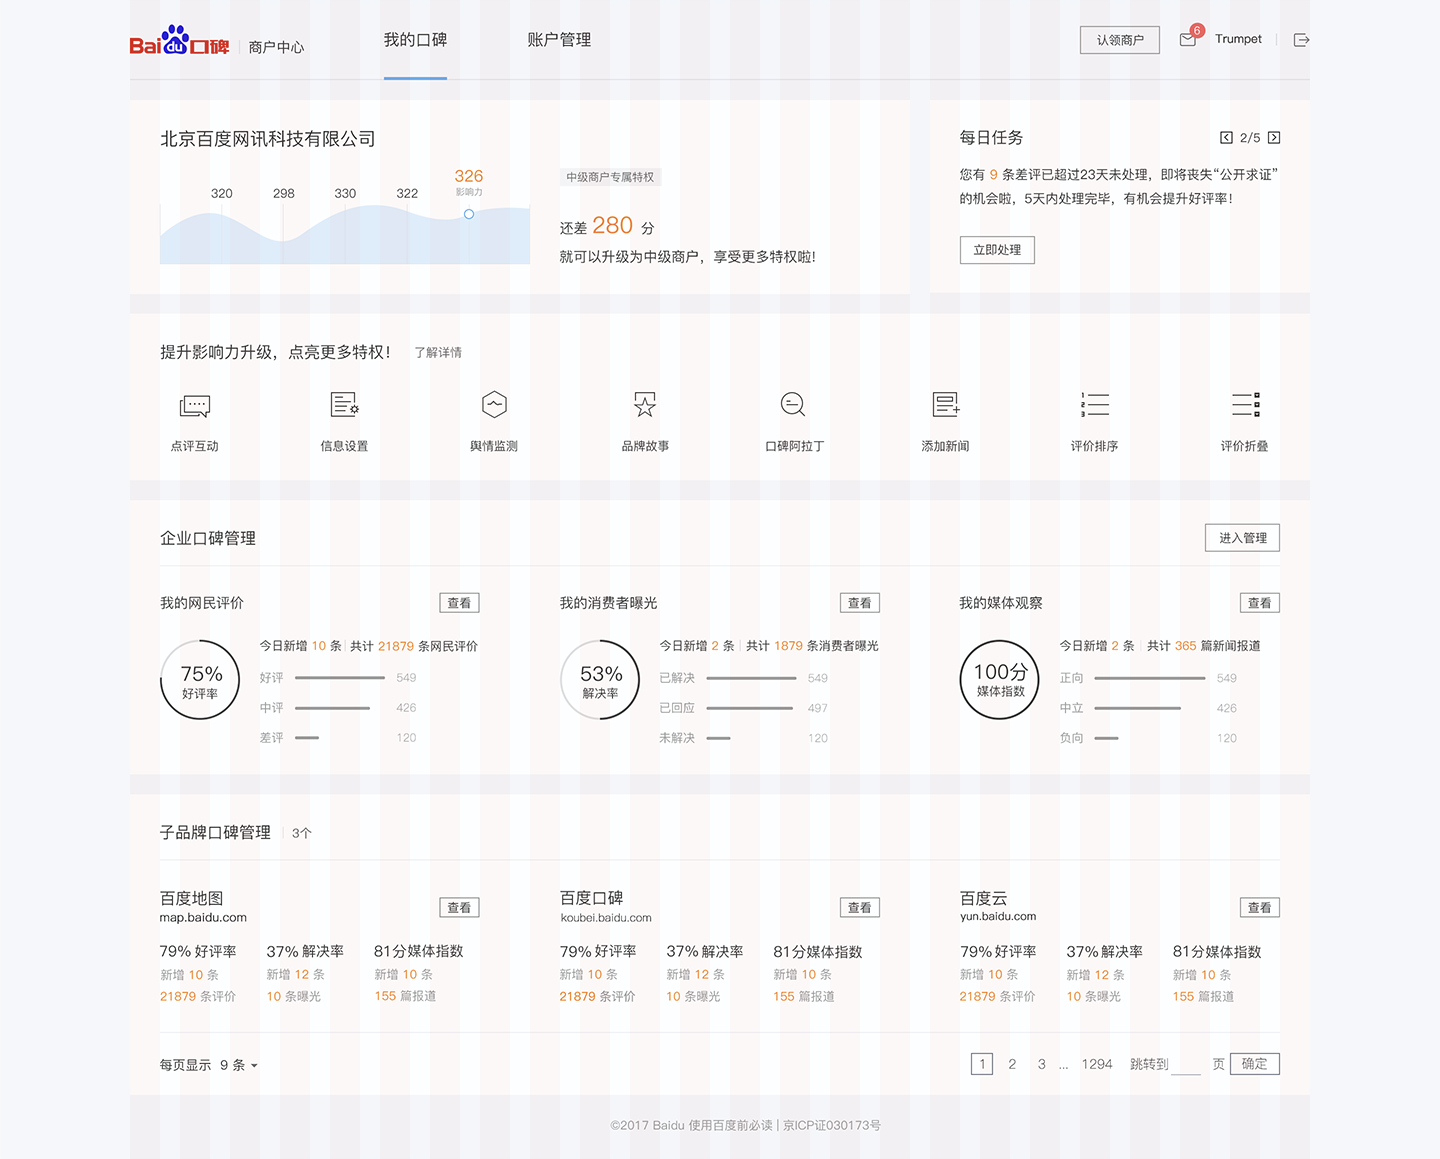 Baidu口碑 商户中心 我的口碑 账户管理 认领商户 6 Trumpet
北京百度网讯科技有限公司
320 298 330 322 326
影响力
中级商户专属特权
还差 280 分
就可以升级为中级商户，享受更多特权啦！
每日任务 2/5
您有 9 条差评已超过23天未处理，即将丧失“公开求证”
的机会啦，5天内处理完毕，有机会提升好评率！
立即处理
提升影响力升级，点亮更多特权！ 了解详情
1
2
3
点评互动 信息设置 舆情监测 品牌故事 口碑阿拉丁 添加新闻 评价排序 评价折叠
企业口碑管理 进入管理
我的网民评价 查看
75%
好评率
今日新增 10 条 共计 21879 条网民评价
好评 549
中评 426
差评 120
我的消费者曝光 查看
53%
解决率
今日新增 2 条 共计 1879 条消费者曝光
已解决 549
已回应 497
未解决 120
我的媒体观察 查看
100分
媒体指数
今日新增 2 条 共计 365 篇新闻报道
正向 549
中立 426
负向 120
子品牌口碑管理 3个
百度地图
map.baidu.com
查看
79% 好评率 37% 解决率 81分媒体指数
新增 10 条 新增 12 条 新增 10 条
21879 条评价 10 条曝光 155 篇报道
百度口碑
koubei.baidu.com
查看
79% 好评率 37% 解决率 81分媒体指数
新增 10 条 新增 12 条 新增 10 条
21879 条评价 10 条曝光 155 篇报道
百度云
yun.baidu.com
查看
79% 好评率 37% 解决率 81分媒体指数
新增 10 条 新增 12 条 新增 10 条
21879 条评价 10 条曝光 155 篇报道
每页显示 9 条 1 2 3 ... 1294 跳转到 页 确定
©2017 Baidu 使用百度前必读 | 京ICP证030173号